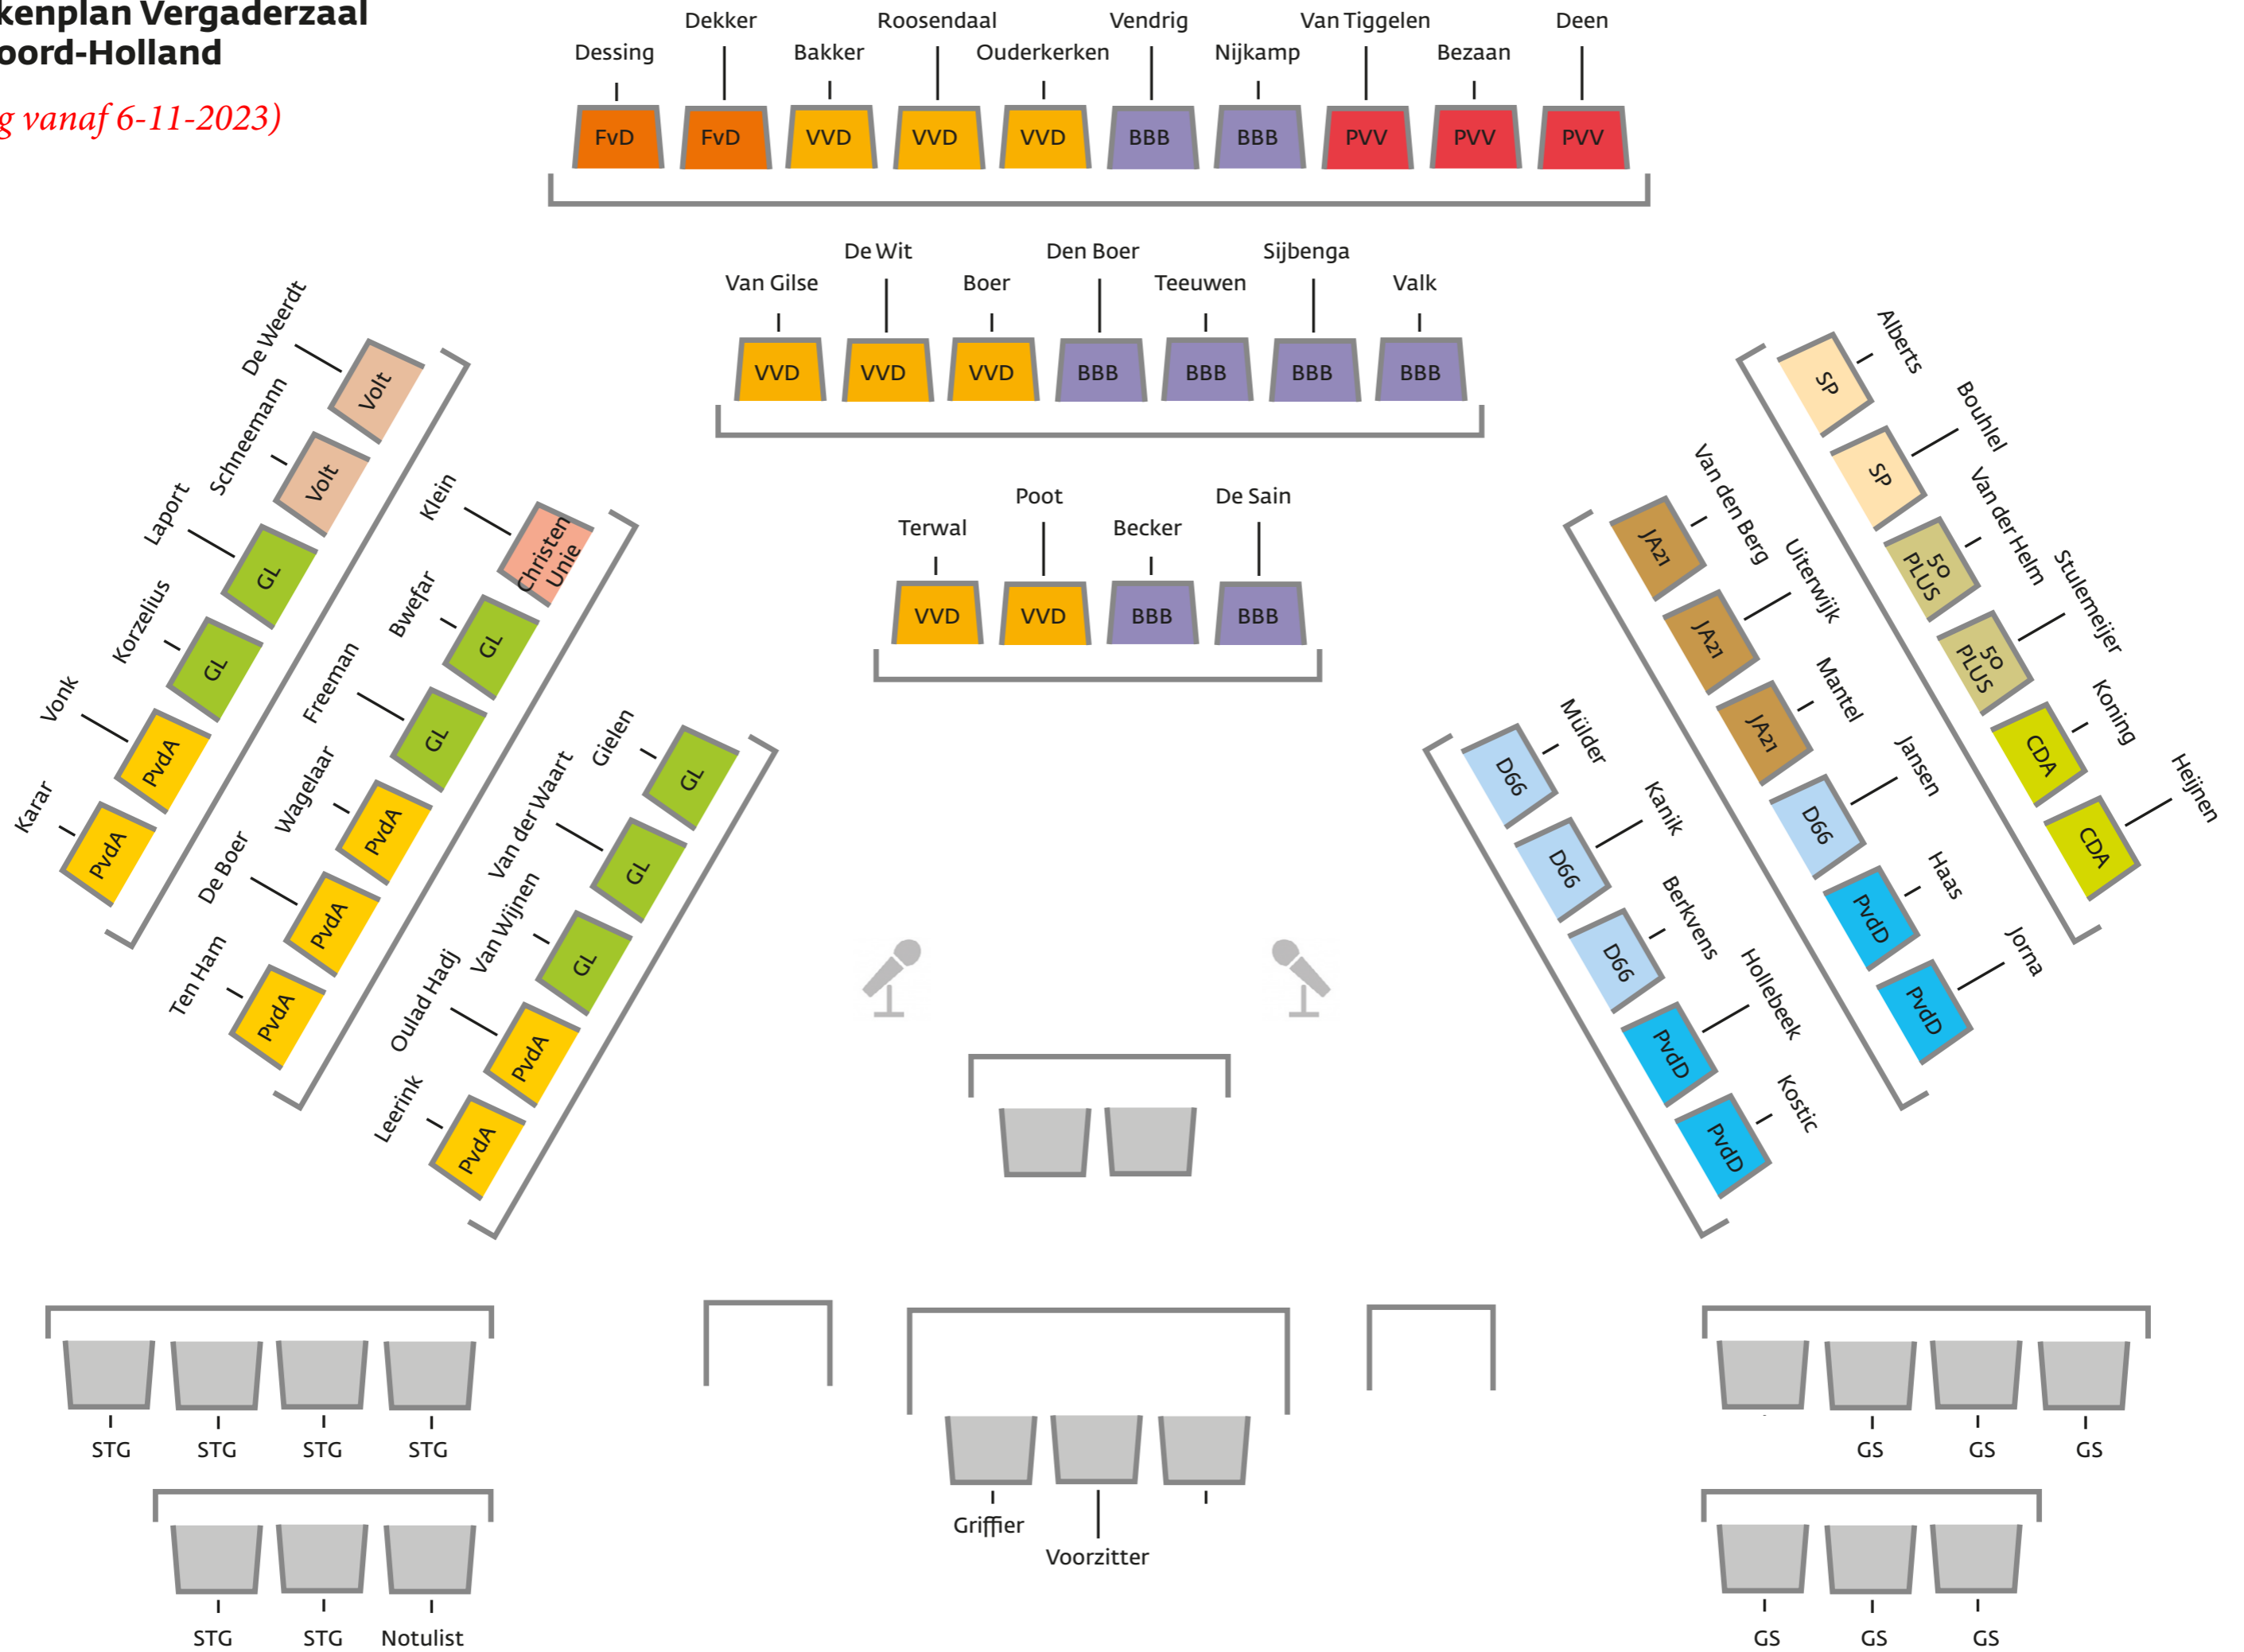 kenplan Vergaderzaal
oord-Holland
g vanaf 6-11-2023)
Dekker Roosendaal Vendrig Van Tiggelen Deen
Dessing Bakker Ouderkerken Nijkamp Bezaan
FvD FvD VVD VVD VVD BBB BBB PVV PVV PVV
De Wit Den Boer Sijbenga
Van Gilse Boer Teeuwen Valk
VVD VVD VVD BBB BBB BBB BBB
Poot De Sain
Terwal Becker
VVD VVD BBB BBB
De Weerdt
Volt
Scheemann
Volt
Laport
GL
Korzelius
GL
Vonk
PvdA
Karar
PvdA
Klein
Christen
Unie
Bwefar
GL
Freeman
GL
Wagelaar
PvdA
De Boer
PvdA
Ten Ham
PvdA
Gielen
GL
Van der Waart
GL
Van Wijnen
GL
Oulad Hadj
PvdA
Leerink
PvdA
Mülder
D66
Kanik
D66
Berkvens
D66
Hollebeek
PvdD
Kostic
PvdD
Van den Berg
JA21
Uiterwijk
JA21
Mantel
JA21
Jansen
D66
Haas
PvdD
Jorna
PvdD
Alberts
SP
Bouhlel
SP
Van der Helm
50
PLUS
Stulemeijer
50
PLUS
Koning
CDA
Heijnen
CDA
STG STG STG STG
STG STG Notulist
Griffier
Voorzitter
GS GS GS
GS GS GS